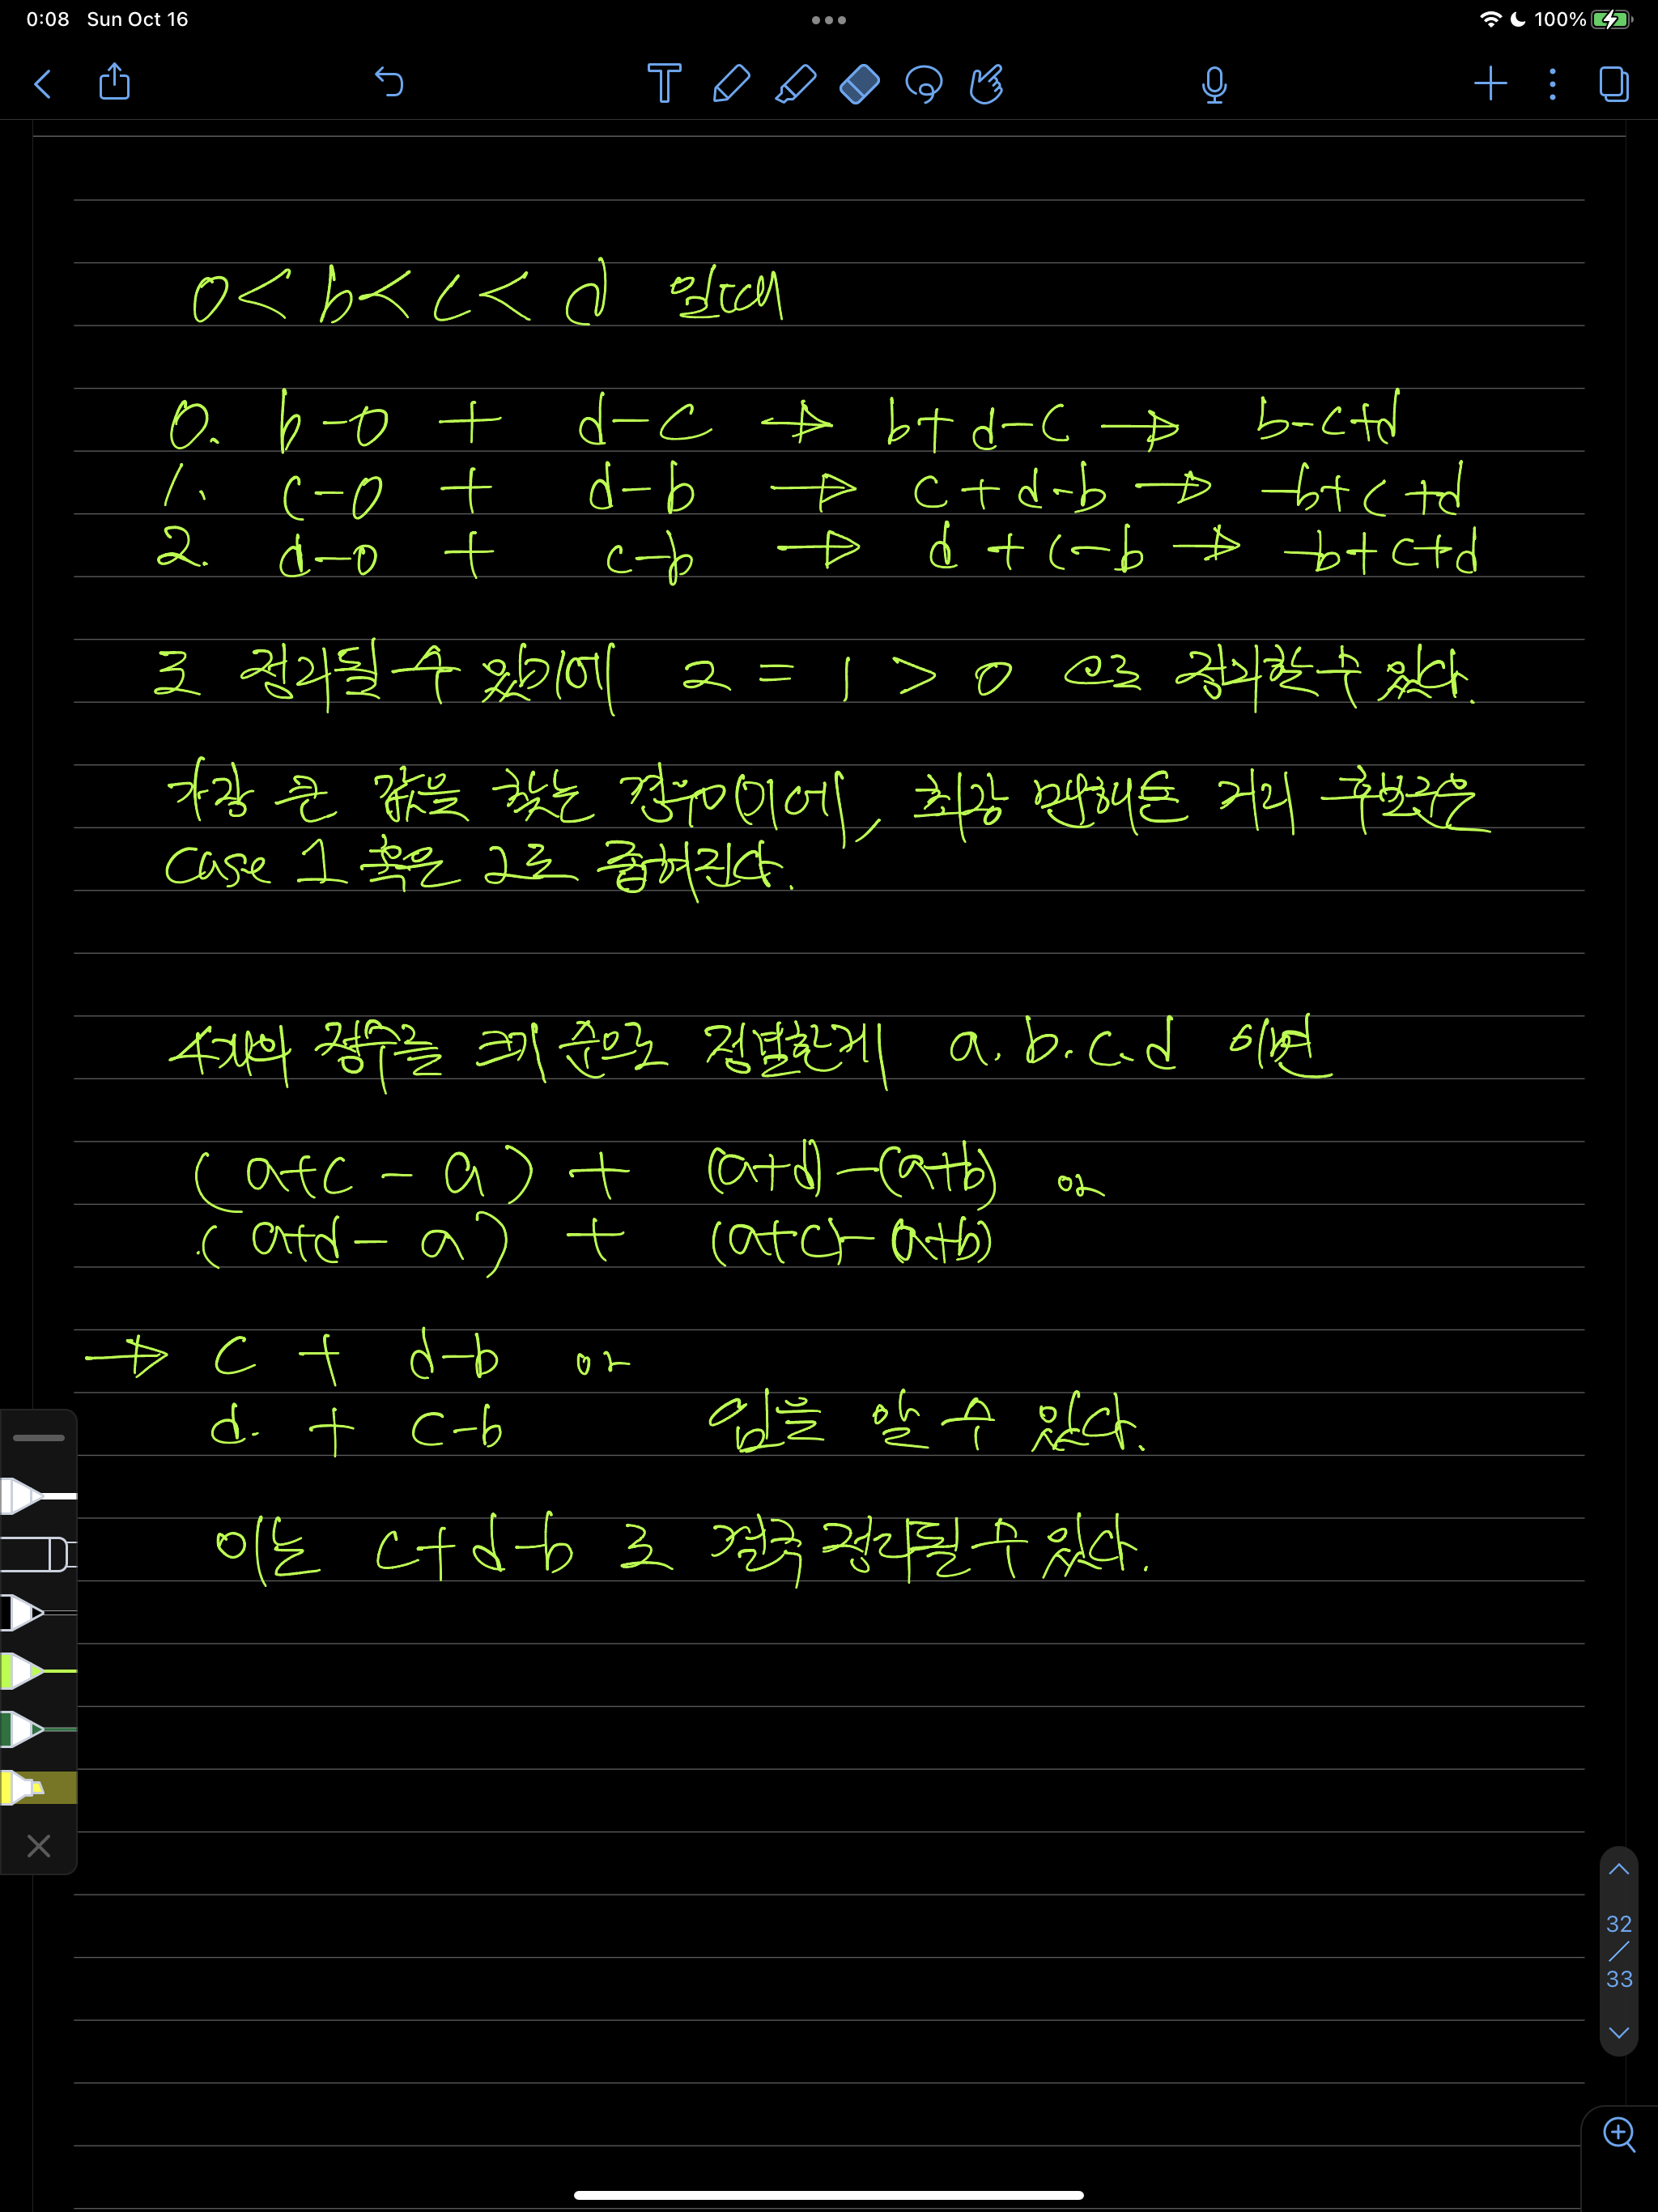 0:08 Sun Oct 16
100%
0 < b < c < d 일때
0. b-0 + d-c → b+d-c → b-c+d
1. c-0 + d-b → c+d-b → -b+c+d
2. d-0 + c-b → d+c-b → -b+c+d
로 정리될 수 있기에 2 = 1 > 0 으로 정리할 수 있다.
가장 큰 값을 찾는 경우이기에, 최장 맨해튼 거리 후보군은
case 1 혹은 2로 좁혀진다.
4개의 정수를 크기 순으로 정렬한게 a. b. c. d 이면
(a+c - a) + (a+d)-(a+b) or
(a+d - a) + (a+c)-(a+b)
→ c + d-b or
d. + c-b 임을 알 수 있다.
이는 c+d-b 로 결국 정리될 수 있다.
32
/
33